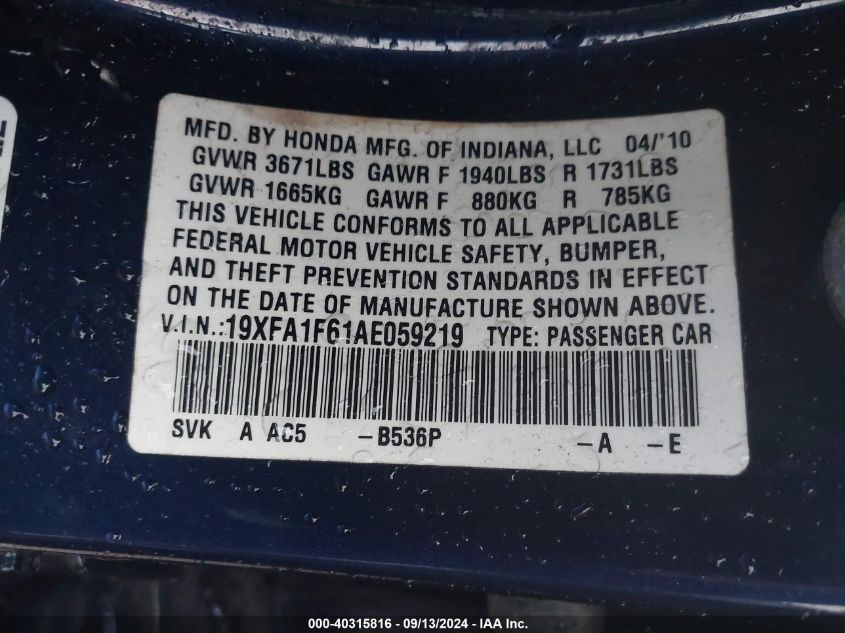 MFD. BY HONDA MFG. OF INDIANA, LLC 04/'10
GVWR 3671LBS GAWR F 1940LBS R 1731LBS
GVWR 1665KG GAWR F 880KG R 785KG
THIS VEHICLE CONFORMS TO ALL APPLICABLE
FEDERAL MOTOR VEHICLE SAFETY, BUMPER,
AND THEFT PREVENTION STANDARDS IN EFFECT
ON THE DATE OF MANUFACTURE SHOWN ABOVE.
V.I.N.:19XFA1F61AE059219 TYPE: PASSENGER CAR
SVK A AC5 -B536P -A -E
000-40315816 - 09/13/2024 - IAA Inc.